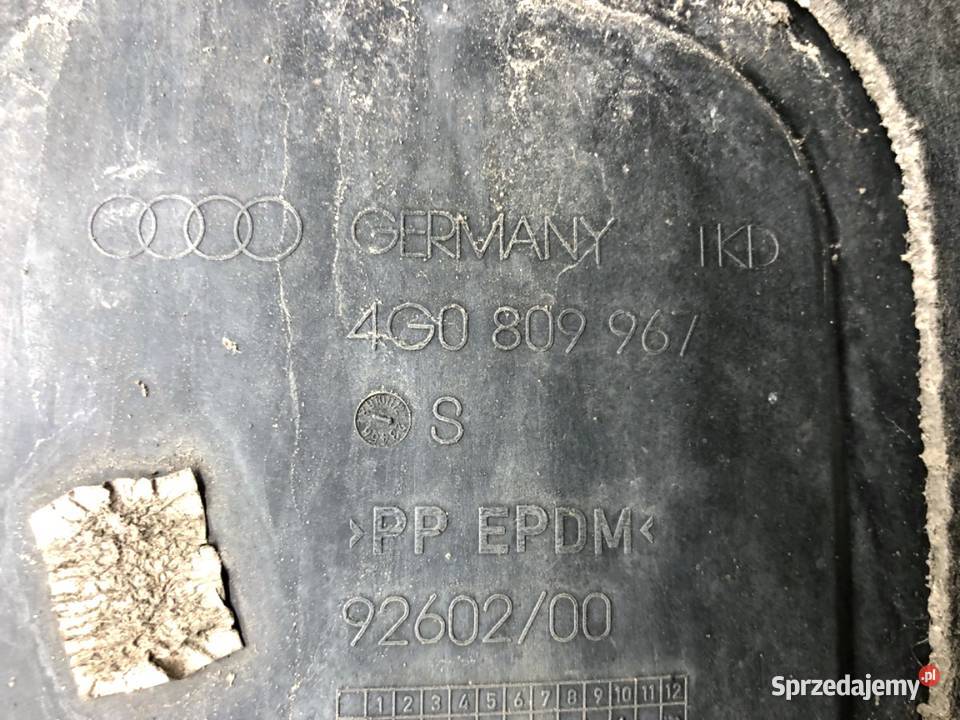 GERMANY 1KD
4G0 809 967
S
>PP EPDM<
92602/00
1 2 3 4 5 6 7 8 9 10 11 12
Sprzedajemy.pl